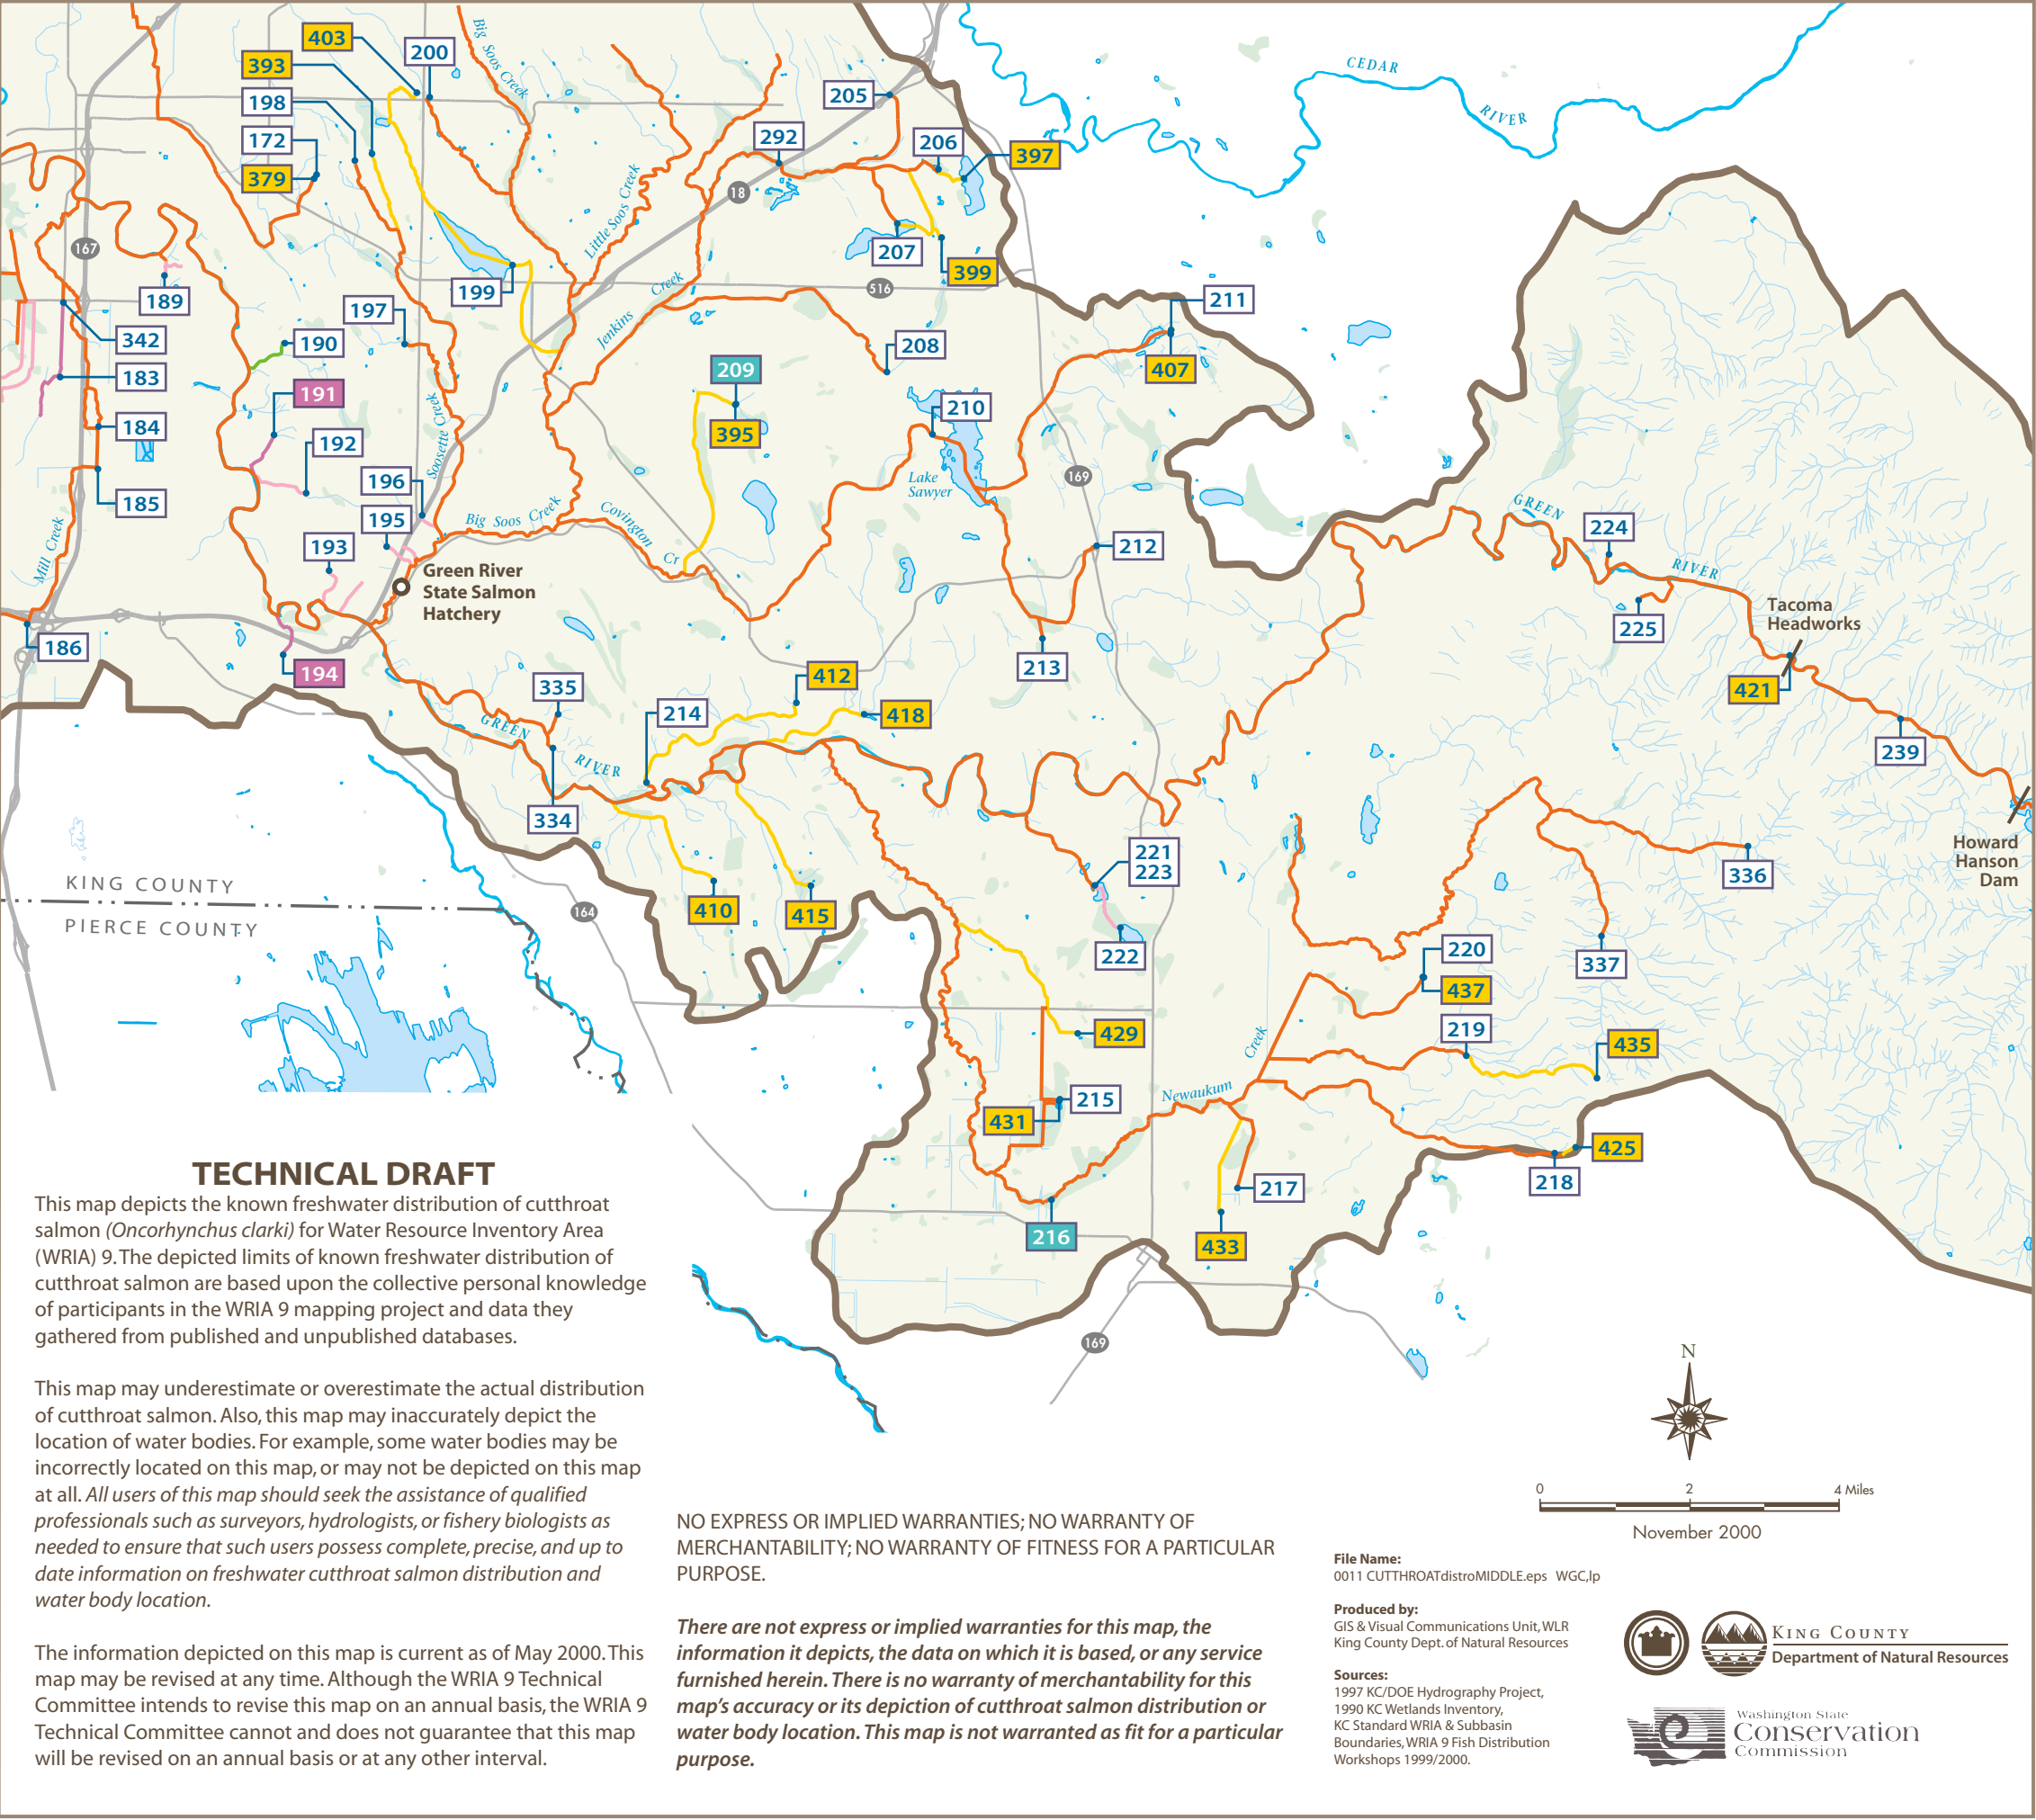 403
200
393
198
172
379
205
292
206
397
Big Soos Creek
CEDAR
RIVER
18
Little Soos Creek
167
207
399
199
516
Jenkins
Creek
189
197
211
342
190
208
183
209
407
191
395
210
184
192
Soosette Creek
196
185
Lake
Sawyer
169
195
Big Soos Creek
Covington
Cr
193
212
GREEN
224
RIVER
Mill Creek
Green River
State Salmon
Hatchery
225
Tacoma
Headworks
186
194
213
421
412
335
214
418
GREEN
RIVER
239
334
221
223
Howard
Hanson
Dam
336
KING COUNTY
PIERCE COUNTY
164
410
415
222
220
337
437
429
219
435
Creek
215
Newaukum
431
425
218
217
216
433
169
TECHNICAL DRAFT
This map depicts the known freshwater distribution of cutthroat
salmon (Oncorhynchus clarki) for Water Resource Inventory Area
(WRIA) 9. The depicted limits of known freshwater distribution of
cutthroat salmon are based upon the collective personal knowledge
of participants in the WRIA 9 mapping project and data they
gathered from published and unpublished databases.
This map may underestimate or overestimate the actual distribution
of cutthroat salmon. Also, this map may inaccurately depict the
location of water bodies. For example, some water bodies may be
incorrectly located on this map, or may not be depicted on this map
at all. All users of this map should seek the assistance of qualified
professionals such as surveyors, hydrologists, or fishery biologists as
needed to ensure that such users possess complete, precise, and up to
date information on freshwater cutthroat salmon distribution and
water body location.
The information depicted on this map is current as of May 2000. This
map may be revised at any time. Although the WRIA 9 Technical
Committee intends to revise this map on an annual basis, the WRIA 9
Technical Committee cannot and does not guarantee that this map
will be revised on an annual basis or at any other interval.
NO EXPRESS OR IMPLIED WARRANTIES; NO WARRANTY OF
MERCHANTABILITY; NO WARRANTY OF FITNESS FOR A PARTICULAR
PURPOSE.
There are not express or implied warranties for this map, the
information it depicts, the data on which it is based, or any service
furnished herein. There is no warranty of merchantability for this
map's accuracy or its depiction of cutthroat salmon distribution or
water body location. This map is not warranted as fit for a particular
purpose.
N
0 2 4 Miles
November 2000
File Name:
0011 CUTTHROATdistroMIDDLE.eps WGC,lp
Produced by:
GIS & Visual Communications Unit, WLR
King County Dept. of Natural Resources
Sources:
1997 KC/DOE Hydrography Project,
1990 KC Wetlands Inventory,
KC Standard WRIA & Subbasin
Boundaries, WRIA 9 Fish Distribution
Workshops 1999/2000.
KING COUNTY
Department of Natural Resources
Washington State
Conservation
Commission